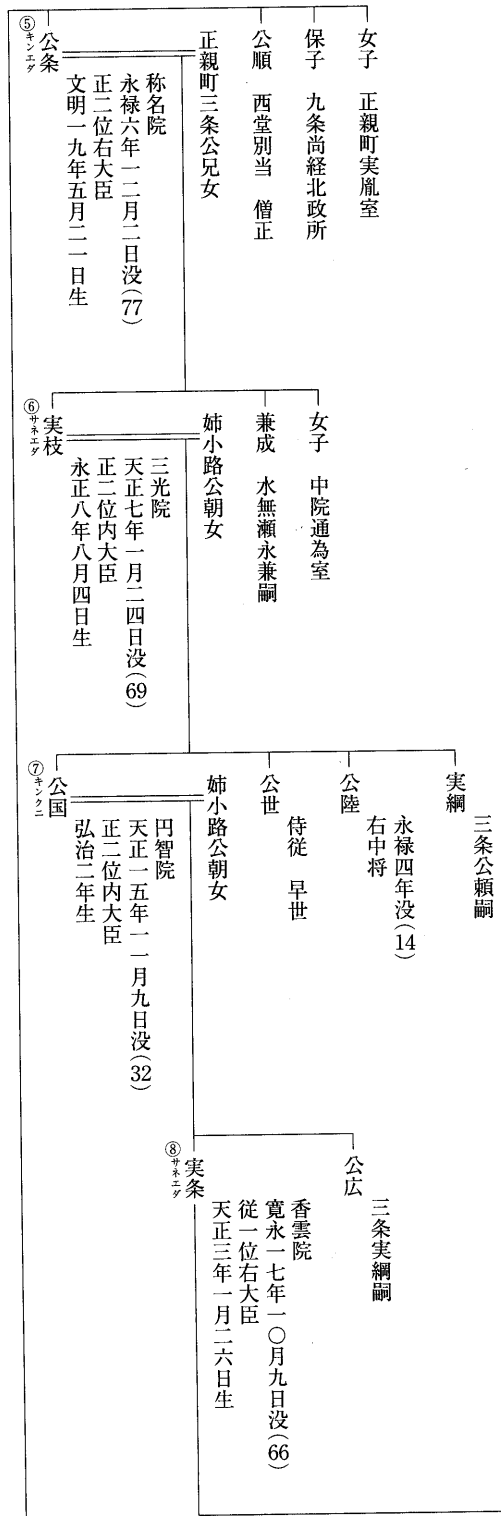 女子　正親町実胤室
保子　九条尚経北政所
公順　西堂別当　僧正
正親町三条公兄女
⑤公条
キンエダ
称名院
永禄六年一二月二日没(77)
正二位右大臣
文明一九年五月二一日生
女子　中院通為室
兼成　水無瀬永兼嗣
姉小路公朝女
⑥実枝
サネエダ
三光院
天正七年一月二四日没(69)
正二位内大臣
永正八年八月四日生
実綱
三条公頼嗣
公陸
永禄四年没(14)
右中将
公世
侍従　早世
姉小路公朝女
⑦公国
キンクニ
円智院
天正一五年一一月九日没(32)
正二位内大臣
弘治二年生
公広
三条実綱嗣
⑧実条
サネエダ
香雲院
寛永一七年一〇月九日没(66)
従一位右大臣
天正三年一月二六日生